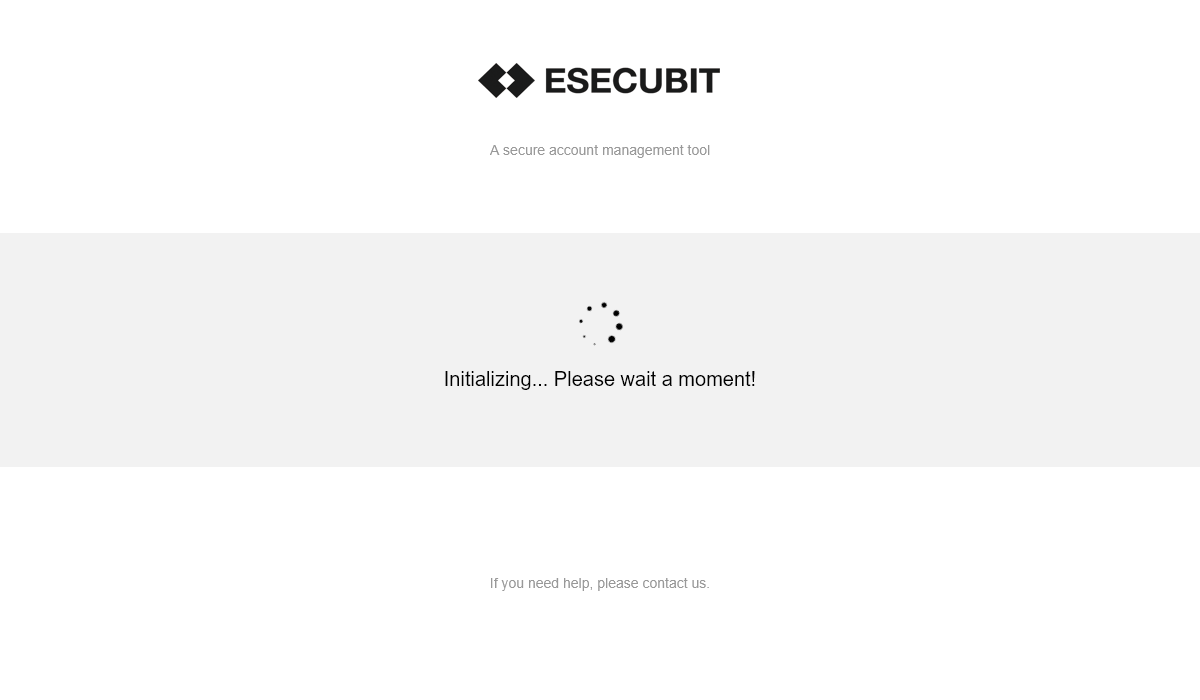 ESECUBIT
A secure account management tool
Initializing... Please wait a moment!
If you need help, please contact us.